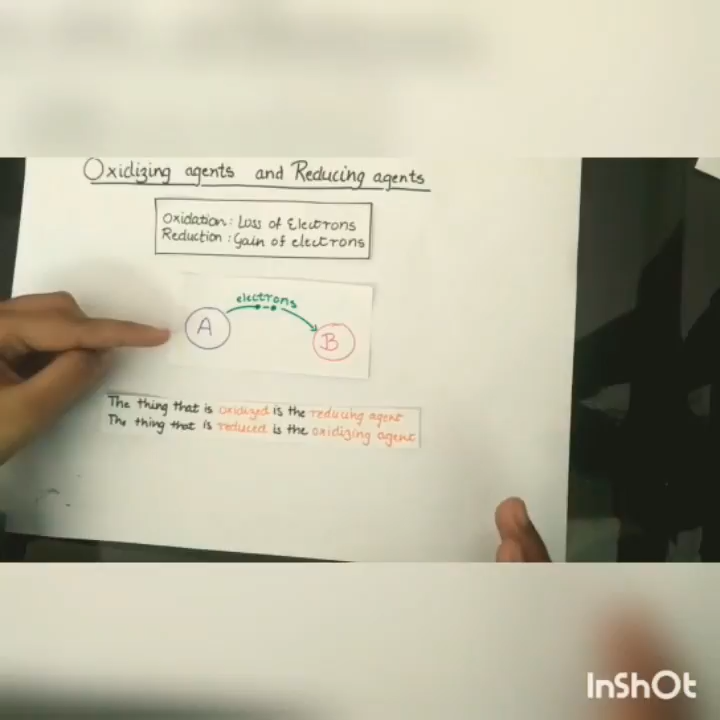 Oxidizing agents and Reducing agents
Oxidation: Loss of Electrons
Reduction: Gain of electrons
electrons
A
B
The thing that is oxidized is the reducing agent
The thing that is reduced is the oxidizing agent
InShOt